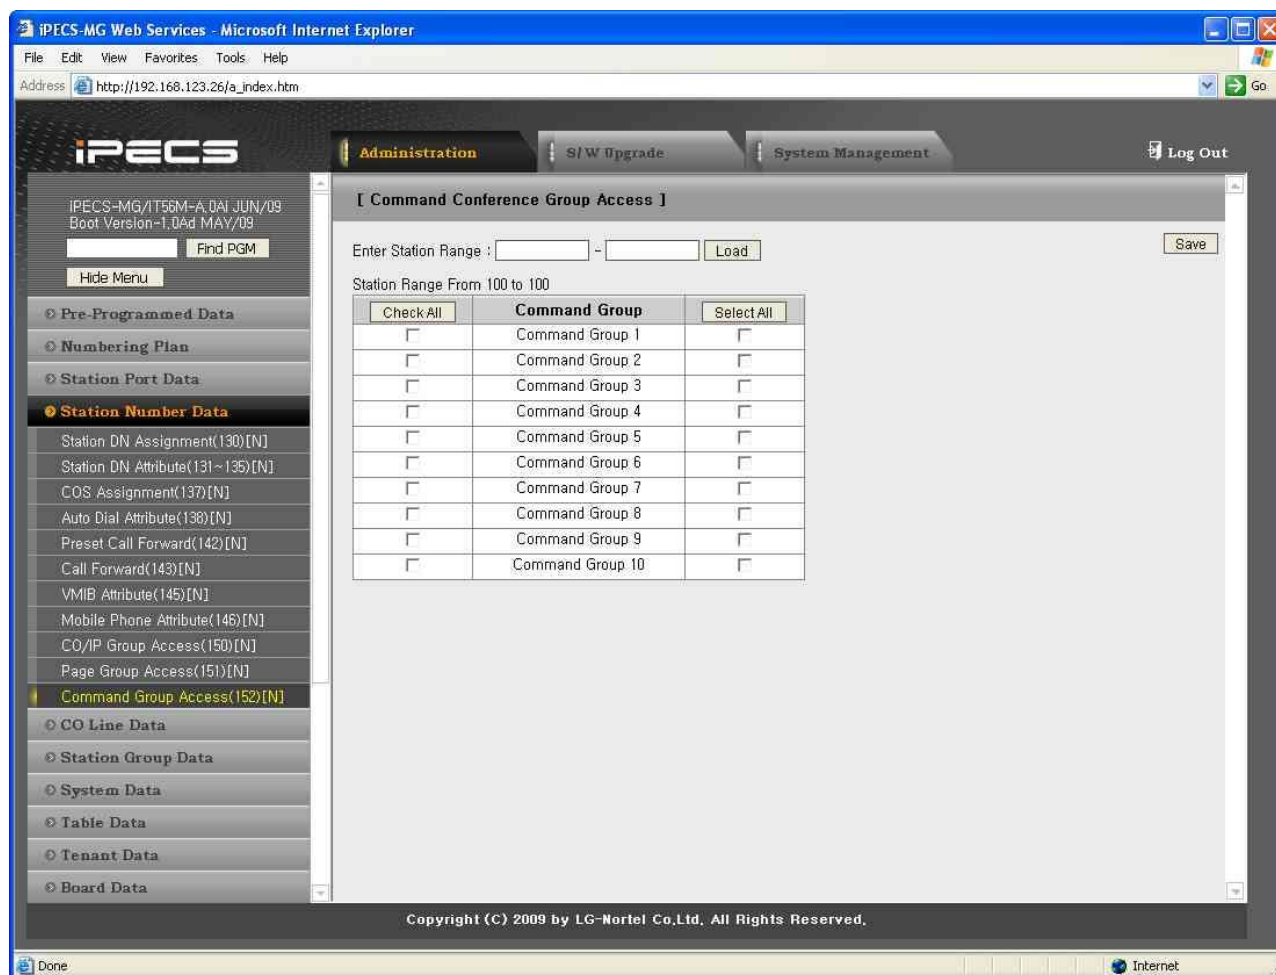 iPECS-MG Web Services - Microsoft Internet Explorer
File Edit View Favorites Tools Help
Address http://192.168.123.26/a_index.htm Go
iPECS Administration S/W Upgrade System Management Log Out
iPECS-MG/IT56M-A.0Al JUN/09
Boot Version-1.0Ad MAY/09
Find PGM
Hide Menu
Pre-Programmed Data
Numbering Plan
Station Port Data
Station Number Data
Station DN Assignment(130)[N]
Station DN Attribute(131~135)[N]
COS Assignment(137)[N]
Auto Dial Attribute(138)[N]
Preset Call Forward(142)[N]
Call Forward(143)[N]
VMIB Attribute(145)[N]
Mobile Phone Attribute(146)[N]
CO/IP Group Access(150)[N]
Page Group Access(151)[N]
Command Group Access(152)[N]
CO Line Data
Station Group Data
System Data
Table Data
Tenant Data
Board Data
[ Command Conference Group Access ]
Enter Station Range : - Load Save
Station Range From 100 to 100
Check All Command Group Select All
Command Group 1
Command Group 2
Command Group 3
Command Group 4
Command Group 5
Command Group 6
Command Group 7
Command Group 8
Command Group 9
Command Group 10
Copyright (C) 2009 by LG-Nortel Co,Ltd. All Rights Reserved.
Done Internet